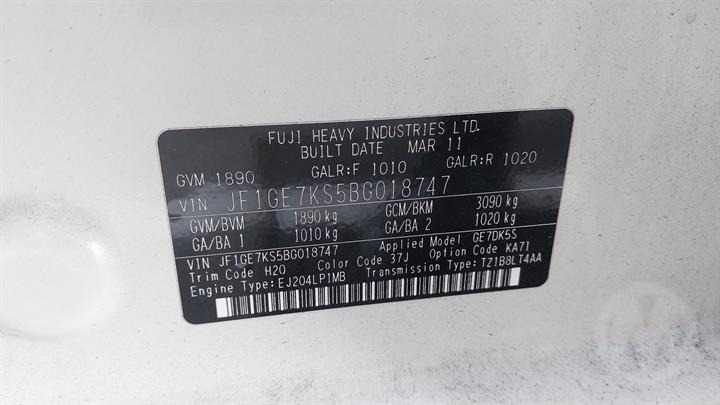 FUJI HEAVY INDUSTRIES LTD.
BUILT DATE MAR 11
GVM 1890 GALR:F 1010 GALR:R 1020
VIN JF1GE7KS5BG018747
GVM/BVM 1890 kg GCM/BKM 3090 kg
GA/BA 1 1010 kg GA/BA 2 1020 kg
VIN JF1GE7KS5BG018747 Applied Model GE7DK5S
Trim Code H20 Color Code 37J Option Code KA71
Engine Type:EJ204LP1MB Transmission Type:TZ1B8LT4AA